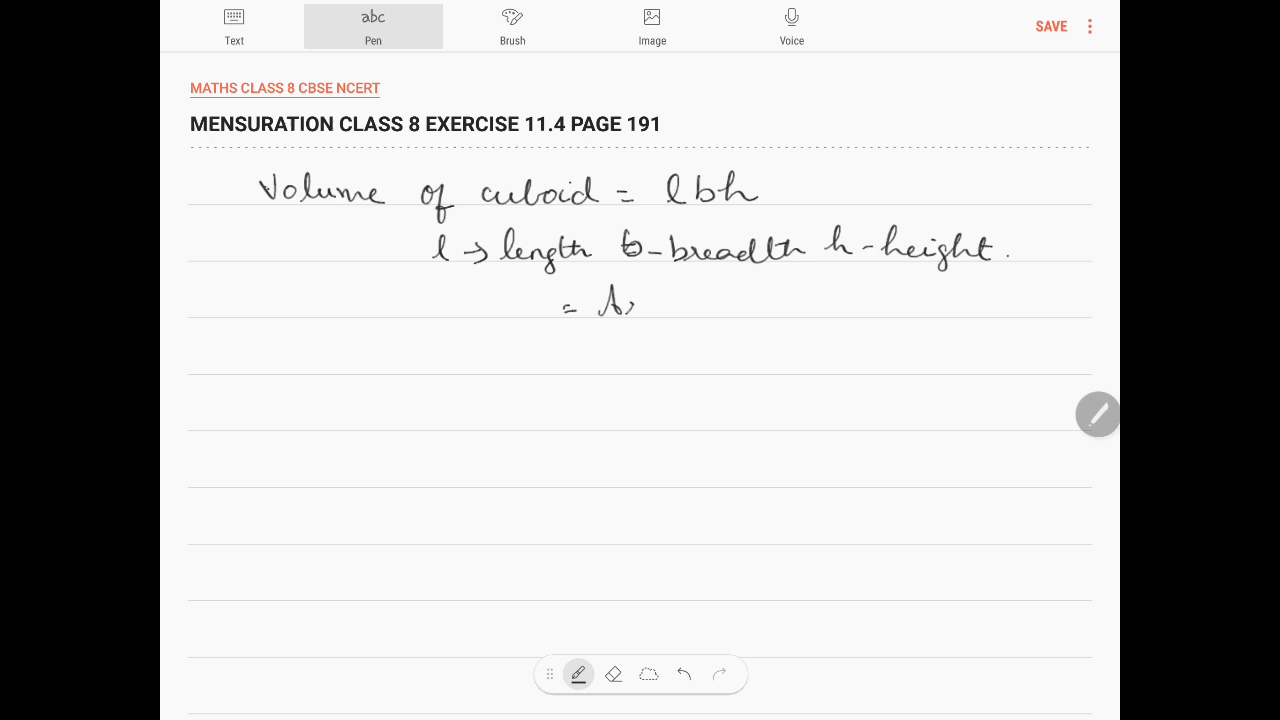 Text
abc
Pen
Brush
Image
Voice
SAVE
MATHS CLASS 8 CBSE NCERT
MENSURATION CLASS 8 EXERCISE 11.4 PAGE 191
Volume of cuboid = lbh
l → length b - breadth h - height .
=